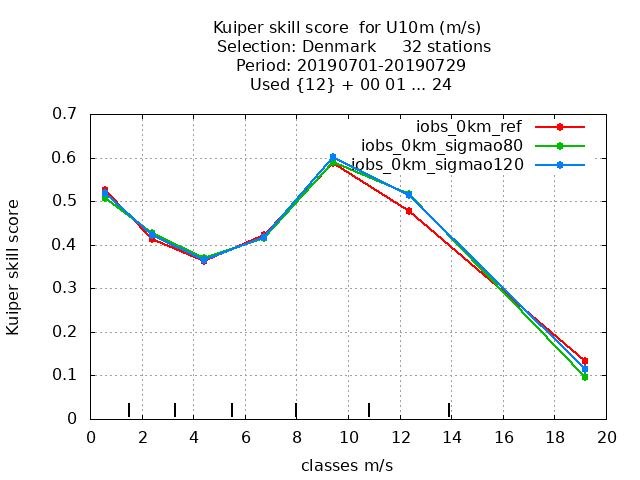 Kuiper skill score  for U10m (m/s)
Selection: Denmark     32 stations
Period: 20190701-20190729
Used {12} + 00 01 ... 24
iobs_0km_ref
iobs_0km_sigmao80
iobs_0km_sigmao120
Kuiper skill score
0.7
0.6
0.5
0.4
0.3
0.2
0.1
0
0 2 4 6 8 10 12 14 16 18 20
classes m/s